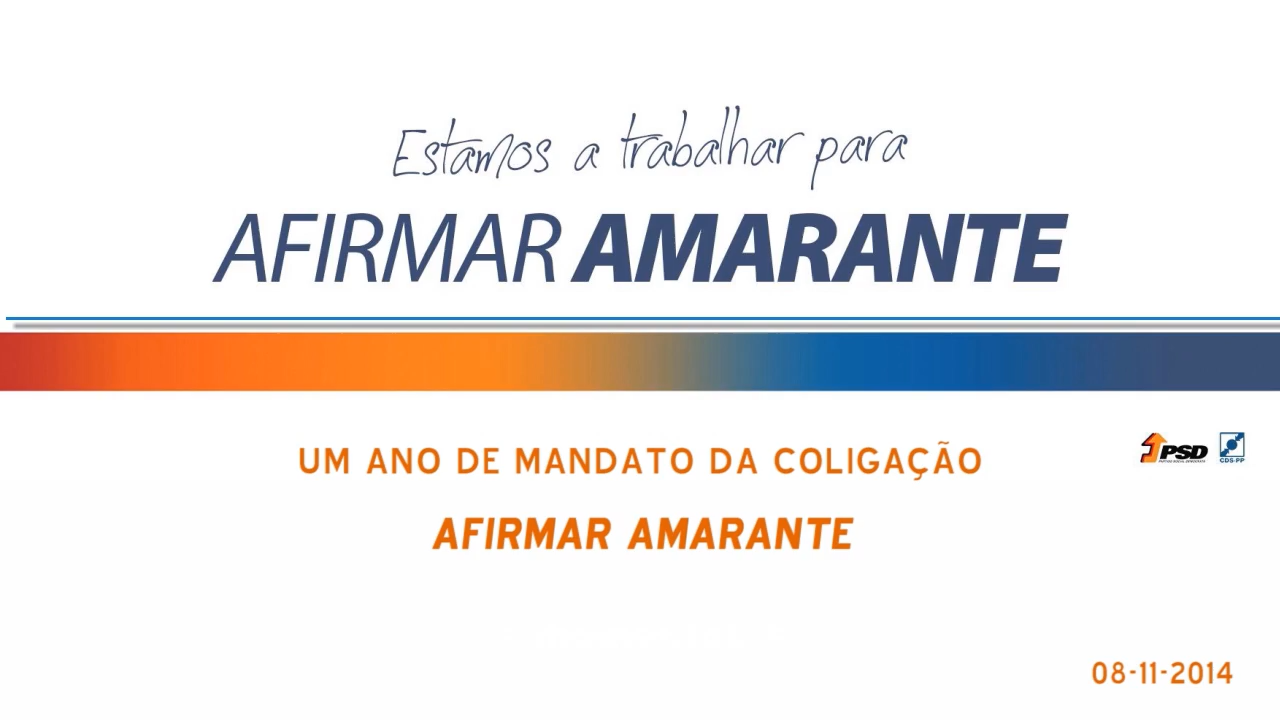 Estamos a trabalhar para
AFIRMAR AMARANTE
UM ANO DE MANDATO DA COLIGAÇÃO
PSD
CDS-PP
AFIRMAR AMARANTE
08-11-2014